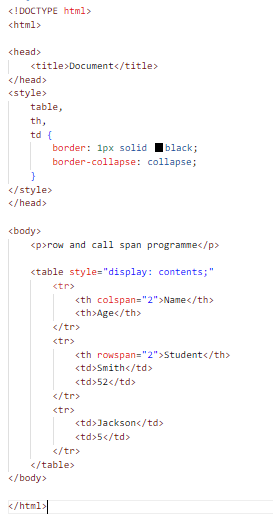 <!DOCTYPE html>
<html>
<head>
<title>Document</title>
</head>
<style>
table,
th,
td {
border: 1px solid black;
border-collapse: collapse;
}
</style>
</head>
<body>
<p>row and call span programme</p>
<table style="display: contents;"
<tr>
<th colspan="2">Name</th>
<th>Age</th>
</tr>
<tr>
<th rowspan="2">Student</th>
<td>Smith</td>
<td>52</td>
</tr>
<tr>
<td>Jackson</td>
<td>5</td>
</tr>
</table>
</body>
</html>